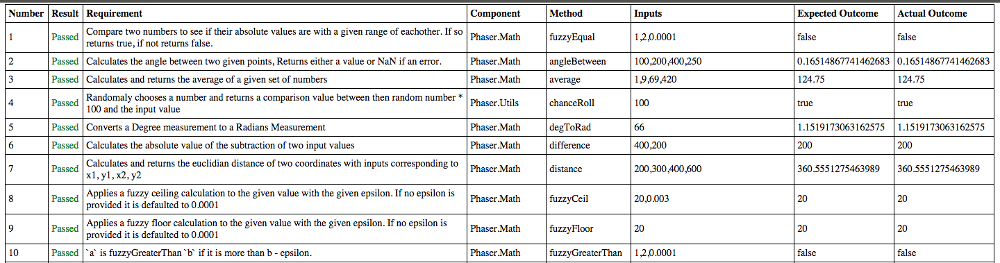 Number Result Requirement Component Method Inputs Expected Outcome Actual Outcome
1 Passed Compare two numbers to see if their absolute values are with a given range of eachother. If so
returns true, if not returns false. Phaser.Math fuzzyEqual 1,2,0.0001 false false
2 Passed Calculates the angle between two given points, Returns either a value or NaN if an error. Phaser.Math angleBetween 100,200,400,250 0.16514867741462683 0.16514867741462683
3 Passed Calculates and returns the average of a given set of numbers Phaser.Math average 1,9,69,420 124.75 124.75
4 Passed Randomaly chooses a number and returns a comparison value between then random number *
100 and the input value Phaser.Utils chanceRoll 100 true true
5 Passed Converts a Degree measurement to a Radians Measurement Phaser.Math degToRad 66 1.1519173063162575 1.1519173063162575
6 Passed Calculates the absolute value of the subtraction of two input values Phaser.Math difference 400,200 200 200
7 Passed Calculates and returns the euclidian distance of two coordinates with inputs corresponding to
x1, y1, x2, y2 Phaser.Math distance 200,300,400,600 360.5551275463989 360.5551275463989
8 Passed Applies a fuzzy ceiling calculation to the given value with the given epsilon. If no epsilon is
provided it is defaulted to 0.0001 Phaser.Math fuzzyCeil 20,0.003 20 20
9 Passed Applies a fuzzy floor calculation to the given value with the given epsilon. If no epsilon is
provided it is defaulted to 0.0001 Phaser.Math fuzzyFloor 20 20 20
10 Passed `a` is fuzzyGreaterThan `b` if it is more than b - epsilon. Phaser.Math fuzzyGreaterThan 1,2,0.0001 false false